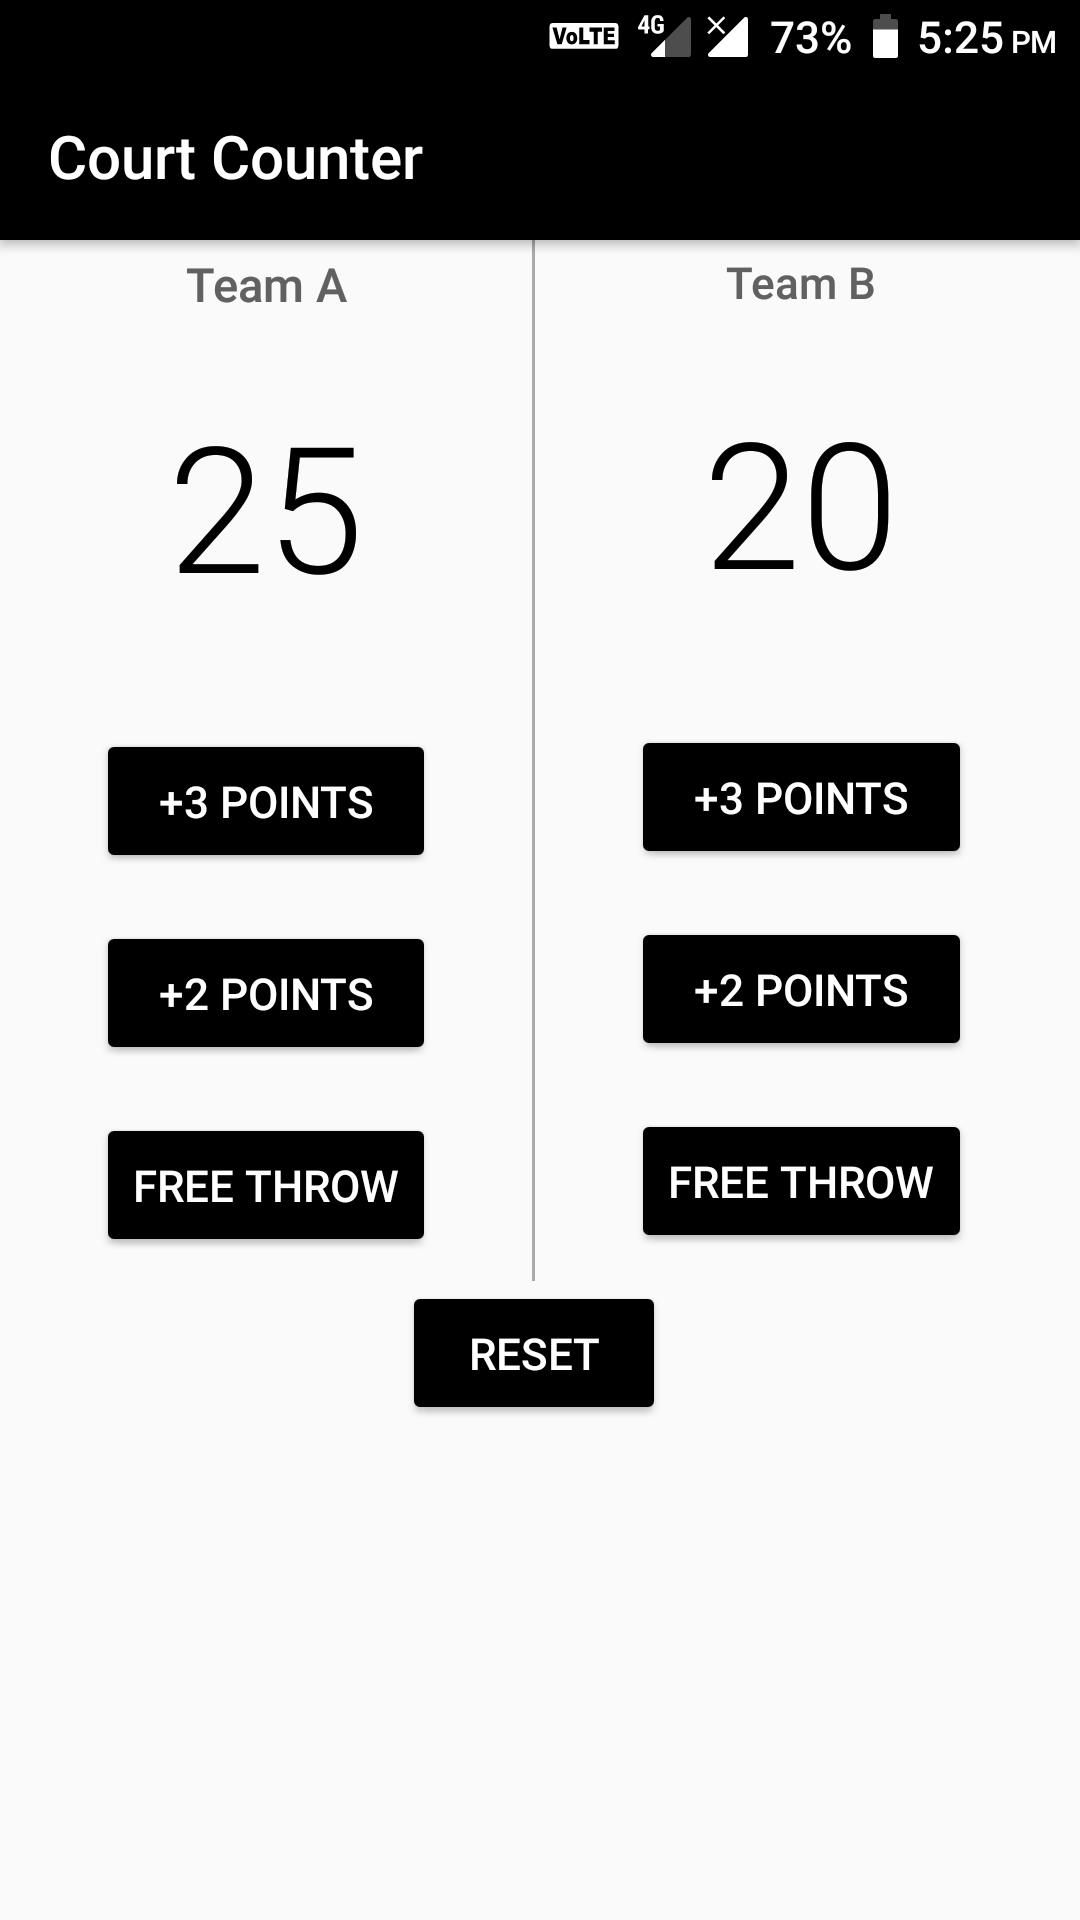 VoLTE 4G 73% 5:25 PM
Court Counter
Team A
25
+3 POINTS
+2 POINTS
FREE THROW
Team B
20
+3 POINTS
+2 POINTS
FREE THROW
RESET